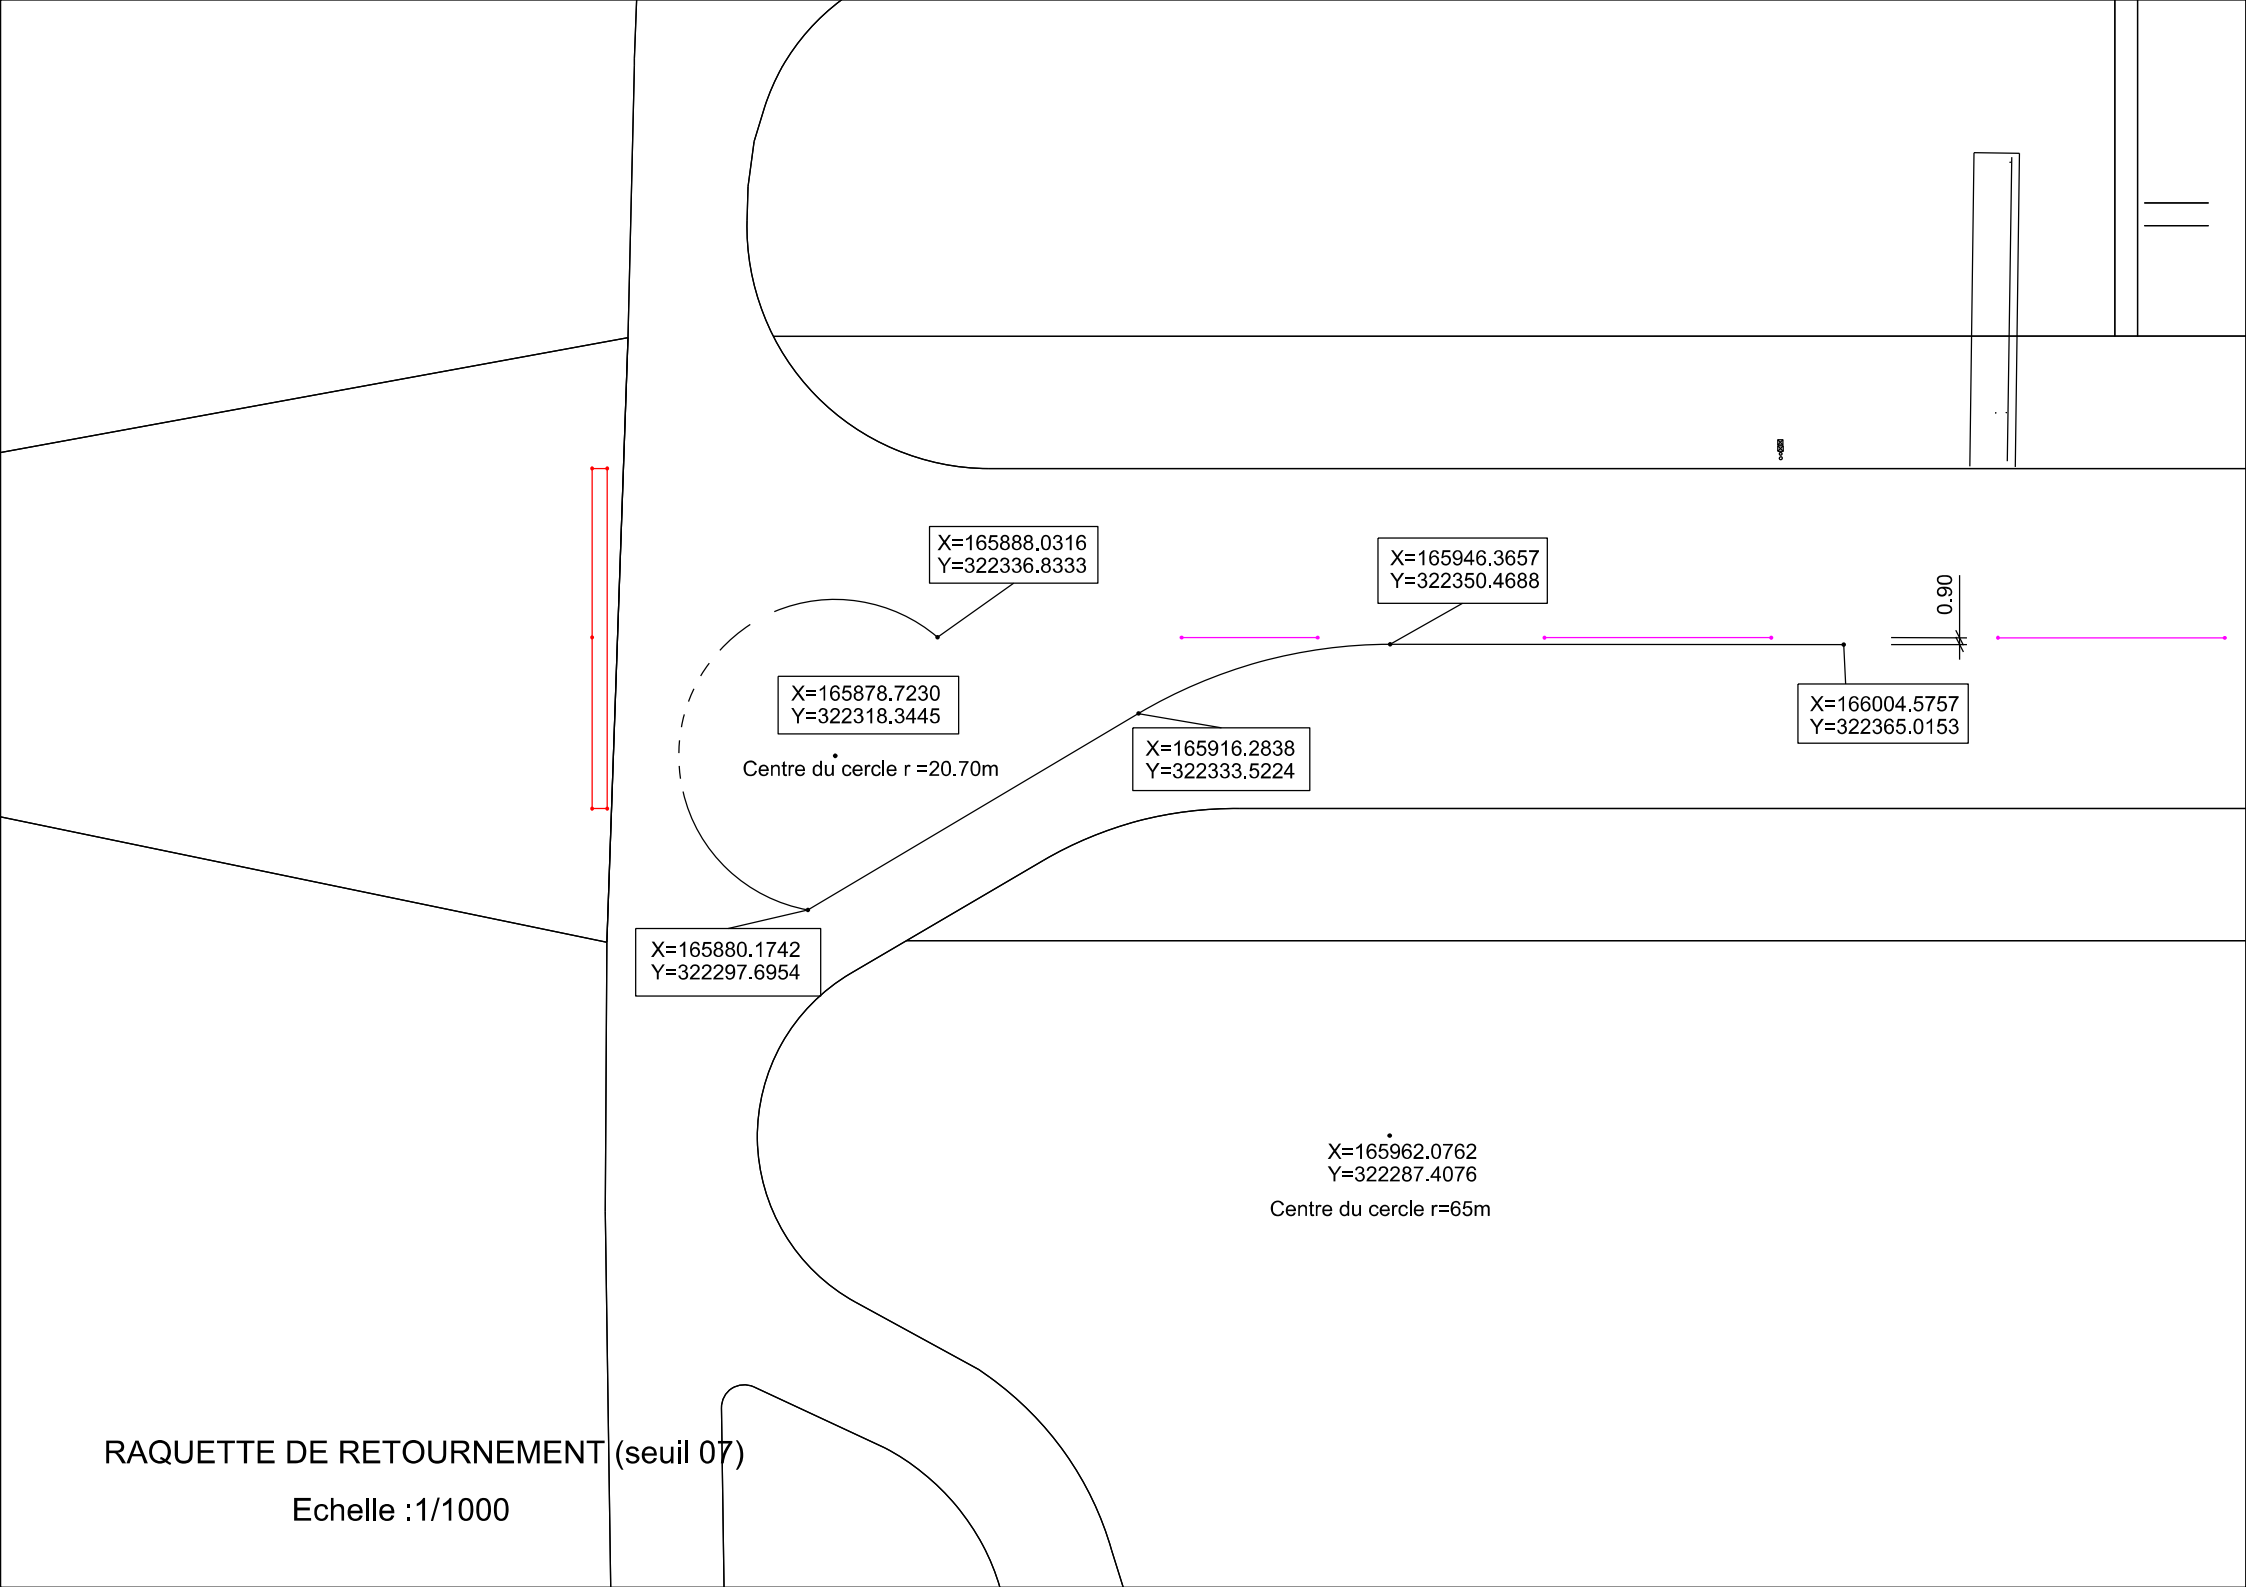 X=165888.0316
Y=322336.8333
X=165946.3657
Y=322350.4688
0.90
X=165878.7230
Y=322318.3445
Centre du cercle r =20.70m
X=166004.5757
Y=322365.0153
X=165916.2838
Y=322333.5224
X=165880.1742
Y=322297.6954
X=165962.0762
Y=322287.4076
Centre du cercle r=65m
RAQUETTE DE RETOURNEMENT (seuil 07)
Echelle :1/1000